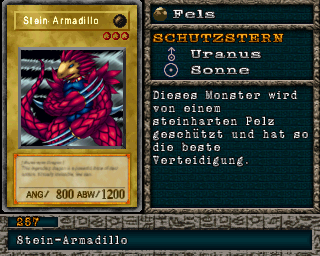 Stein-Armadillo
ANG/ 800 ABW/1200
Fels
SCHUTZSTERN
Uranus
Sonne
Dieses Monster wird
von einem
steinharten Pelz
geschützt und hat so
die beste
Verteidigung.
257
Stein-Armadillo